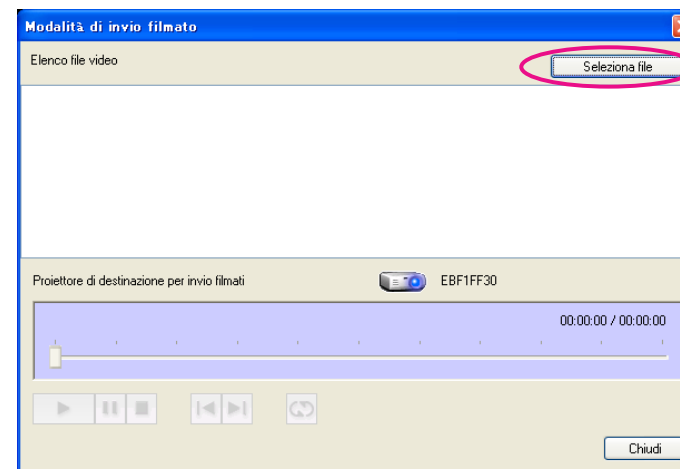 Modalità di invio filmato
Elenco file video
Seleziona file
Proiettore di destinazione per invio filmati
EBF1FF30
00:00:00 / 00:00:00
Chiudi